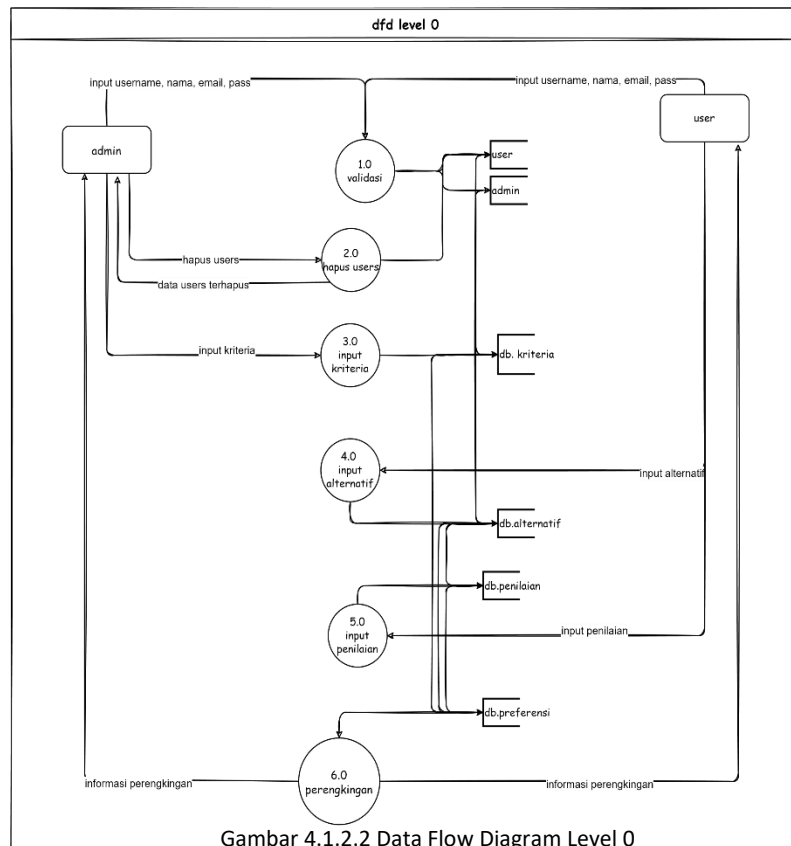 dfd level 0
input username, nama, email, pass
input username, nama, email, pass
admin
user
1.0
validasi
user
admin
2.0
hapus users
hapus users
data users terhapus
3.0
input
kriteria
input kriteria
db. kriteria
4.0
input
alternatif
input alternatif
db.alternatif
db.penilaian
5.0
input
penilaian
input penilaian
db.preferensi
6.0
perengkingan
informasi perengkingan
informasi perengkingan
Gambar 4.1.2.2 Data Flow Diagram Level 0